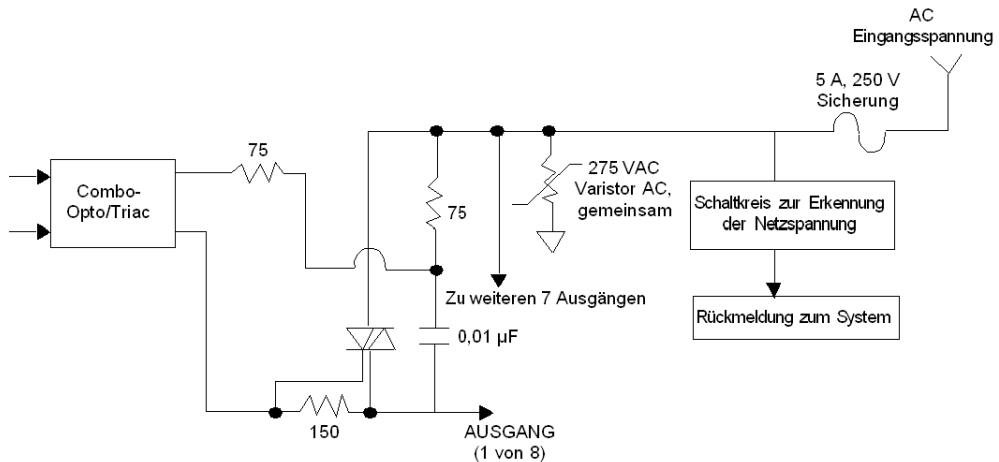 AC
Eingangsspannung
5 A, 250 V
Sicherung
75
Combo-
Opto/Triac
75
275 VAC
Varistor AC,
gemeinsam
Schaltkreis zur Erkennung
der Netzspannung
Zu weiteren 7 Ausgängen
Rückmeldung zum System
0,01 µF
150
AUSGANG
(1 von 8)